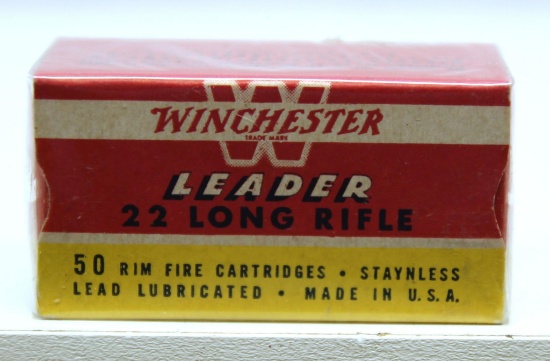 WINCHESTER
TRADE MARK
W
LEADER
22 LONG RIFLE
50 RIM FIRE CARTRIDGES • STAYNLESS
LEAD LUBRICATED • MADE IN U.S.A.